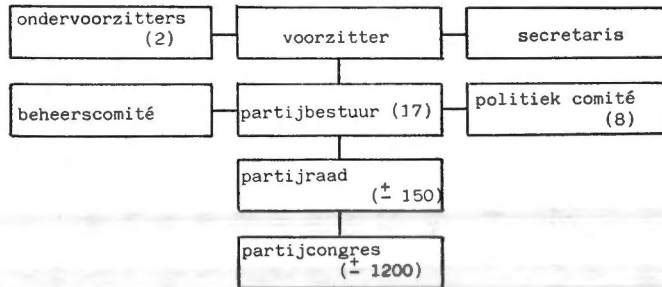 ondervoorzitters
(2)
voorzitter
secretaris
beheerscomité
partijbestuur (17)
politiek comité
(8)
partijraad
(± 150)
partijcongres
(± 1200)